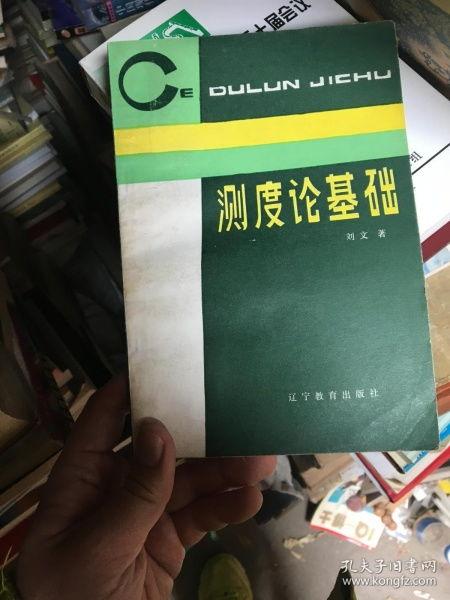 CE DULUN JICHU
测度论基础
刘文 著
辽宁教育出版社
孔夫子旧书网
www.kongfz.com